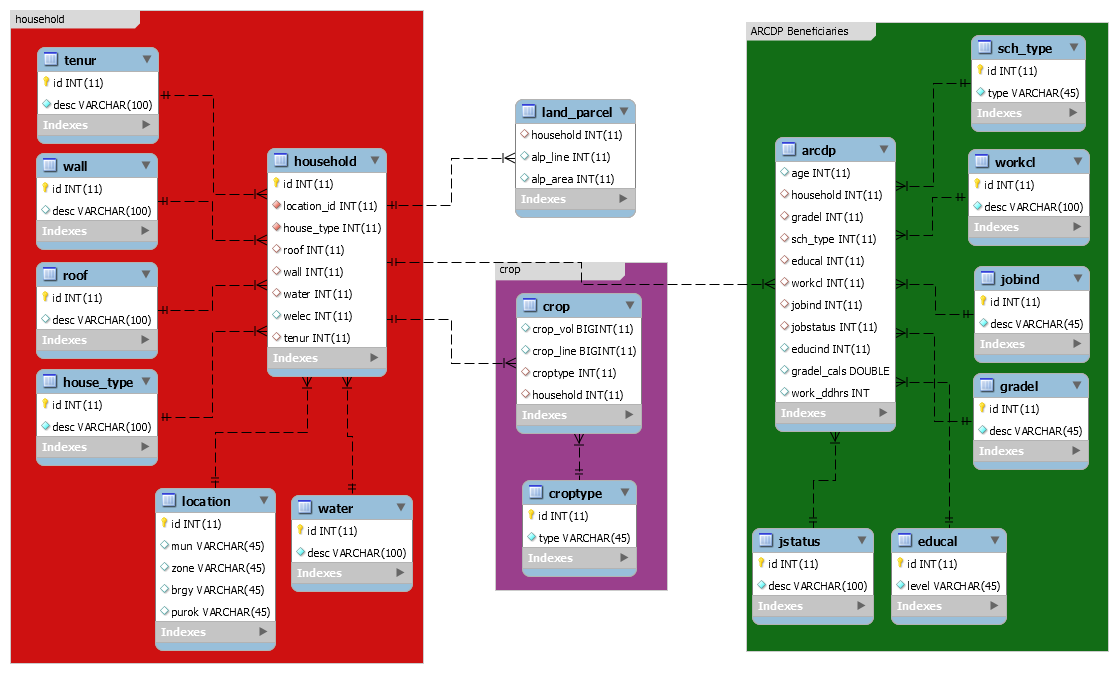 household
tenur
id INT(11)
desc VARCHAR(100)
Indexes
wall
id INT(11)
desc VARCHAR(100)
Indexes
roof
id INT(11)
desc VARCHAR(100)
Indexes
house_type
id INT(11)
desc VARCHAR(100)
Indexes
household
id INT(11)
location_id INT(11)
house_type INT(11)
roof INT(11)
wall INT(11)
water INT(11)
welec INT(11)
tenur INT(11)
Indexes
location
id INT(11)
mun VARCHAR(45)
zone VARCHAR(45)
brgy VARCHAR(45)
purok VARCHAR(45)
Indexes
water
id INT(11)
desc VARCHAR(100)
Indexes
land_parcel
household INT(11)
alp_line INT(11)
alp_area INT(11)
Indexes
crop
crop
crop_vol BIGINT(11)
crop_line BIGINT(11)
croptype INT(11)
household INT(11)
Indexes
croptype
id INT(11)
type VARCHAR(45)
Indexes
ARCDP Beneficiaries
arcdp
age INT(11)
household INT(11)
gradel INT(11)
sch_type INT(11)
educal INT(11)
workcl INT(11)
jobind INT(11)
jobstatus INT(11)
educind INT(11)
gradel_cals DOUBLE
work_ddhrs INT
Indexes
sch_type
id INT(11)
type VARCHAR(45)
Indexes
workcl
id INT(11)
desc VARCHAR(100)
Indexes
jobind
id INT(11)
desc VARCHAR(45)
Indexes
gradel
id INT(11)
desc VARCHAR(45)
Indexes
jstatus
id INT(11)
desc VARCHAR(100)
Indexes
educal
id INT(11)
level VARCHAR(45)
Indexes